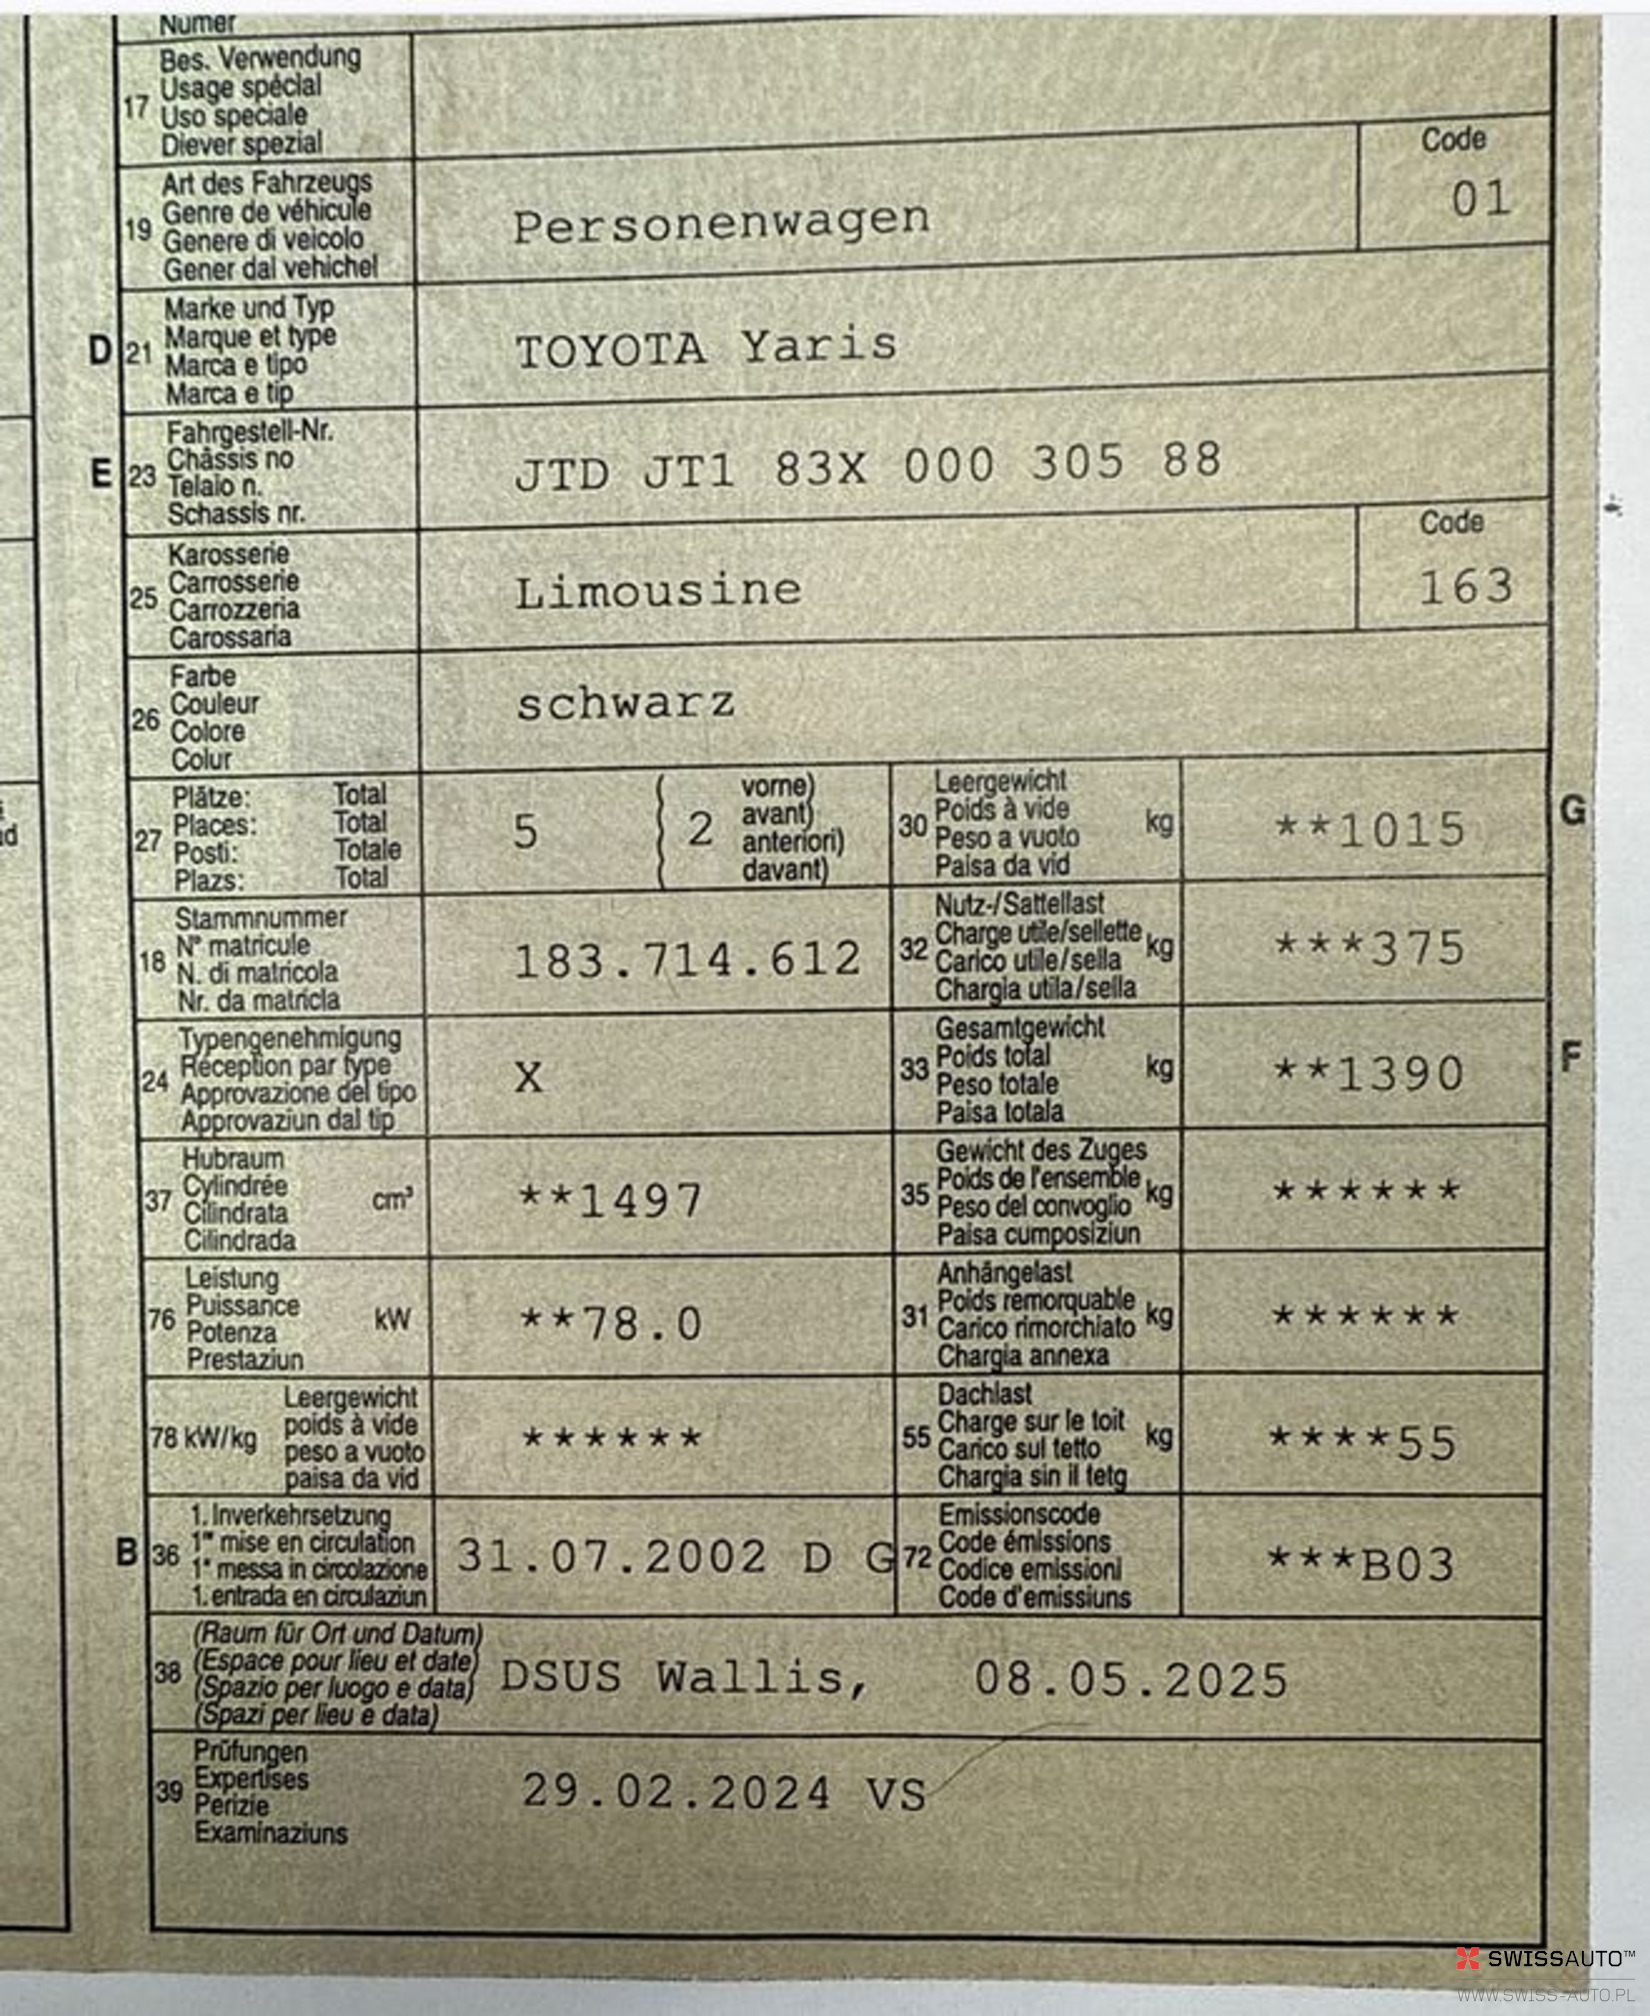 Numer
17 Bes. Verwendung
Usage spécial
Uso speciale
Diever spezial
19 Art des Fahrzeugs
Genre de véhicule
Genere di veicolo
Gener dal vehichel
Personenwagen
Code
01
D 21 Marke und Typ
Marque et type
Marca e tipo
Marca e tip
TOYOTA Yaris
E 23 Fahrgestell-Nr.
Châssis no
Telaio n.
Schassis nr.
JTD JT1 83X 000 305 88
25 Karosserie
Carrosserie
Carrozzeria
Carossaria
Limousine
Code
163
26 Farbe
Couleur
Colore
Colur
schwarz
27 Plätze: Total
Places: Total
Posti: Totale
Plazs: Total
5 ( 2 vorne)
avant)
anteriori)
davant)
30 Leergewicht
Poids à vide
Peso a vuoto
Paisa da vid
kg
**1015
G
18 Stammnummer
N° matricule
N. di matricola
Nr. da matricla
183.714.612
32 Nutz-/Sattellast
Charge utile/sellette
Carico utile/sella
Chargia utila/sella
kg
***375
24 Typengenehmigung
Réception par type
Approvazione del tipo
Approvaziun dal tip
X
33 Gesamtgewicht
Poids total
Peso totale
Paisa totala
kg
**1390
F
37 Hubraum
Cylindrée
Cilindrata
Cilindrada
cm³
**1497
35 Gewicht des Zuges
Poids de l'ensemble
Peso del convoglio
Paisa cumposiziun
kg
******
76 Leistung
Puissance
Potenza
Prestaziun
kW
**78.0
31 Anhängelast
Poids remorquable
Carico rimorchiato
Chargia annexa
kg
******
78 kW/kg Leergewicht
poids à vide
peso a vuoto
paisa da vid
******
55 Dachlast
Charge sur le toit
Carico sul tetto
Chargia sin il tetg
kg
****55
B 36 1. Inverkehrsetzung
1re mise en circulation
1a messa in circolazione
1. entrada en circulaziun
31.07.2002 D G
72 Emissionscode
Code émissions
Codice emissioni
Code d'emissiuns
***B03
38 (Raum für Ort und Datum)
(Espace pour lieu et date)
(Spazio per luogo e data)
(Spazi per lieu e data)
DSUS Wallis, 08.05.2025
39 Prüfungen
Expertises
Perizie
Examinaziuns
29.02.2024 VS
SWISSAUTO™
WWW.SWISS-AUTO.PL